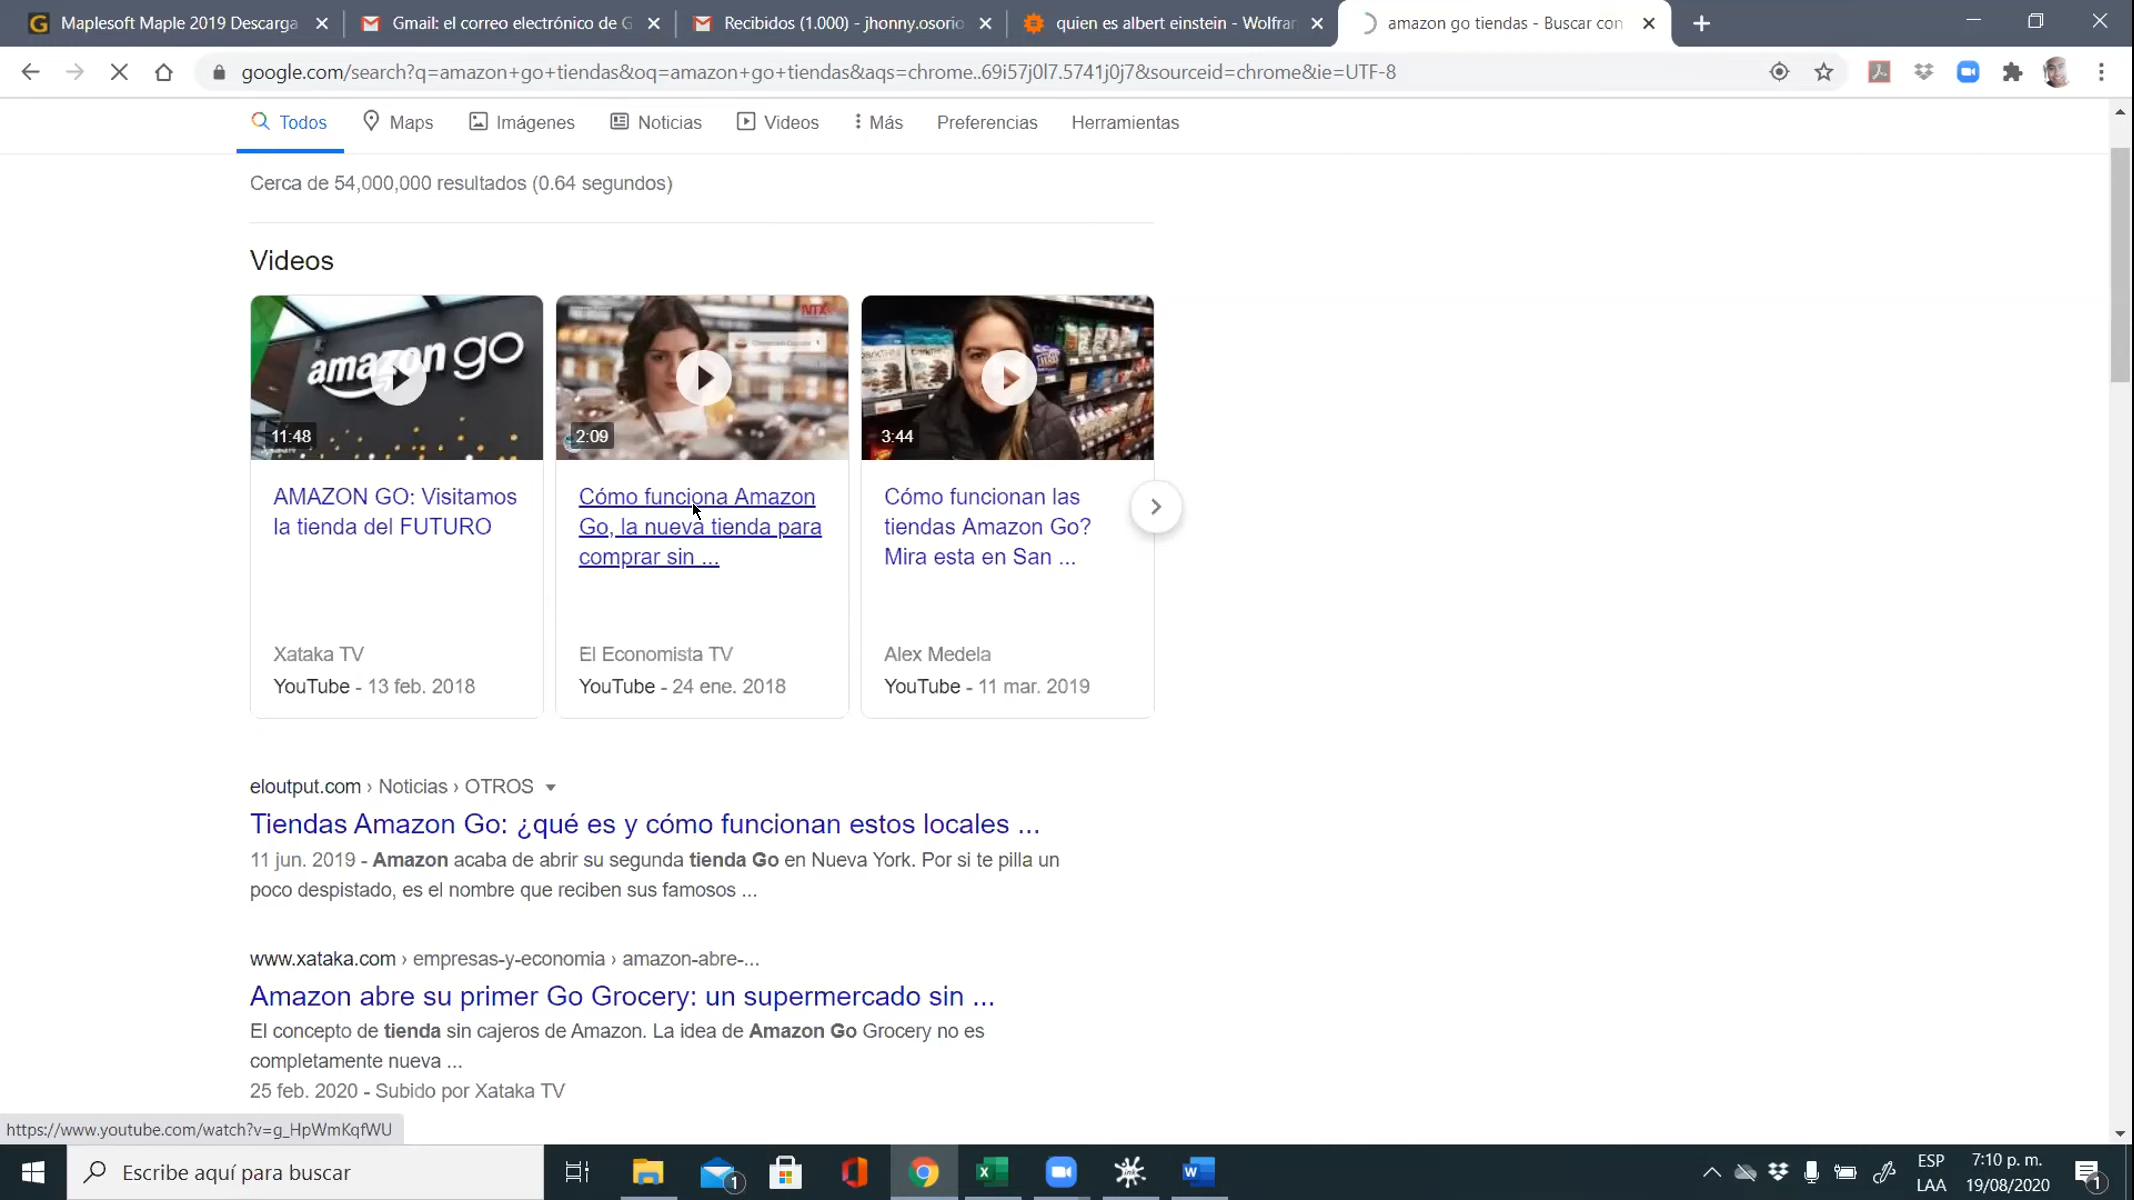 Maplesoft Maple 2019 Descarga
Gmail: el correo electrónico de G
Recibidos (1.000) - jhonny.osorio
quien es albert einstein - Wolfran
amazon go tiendas - Buscar con
google.com/search?q=amazon+go+tiendas&oq=amazon+go+tiendas&aqs=chrome..69i57j0l7.5741j0j7&sourceid=chrome&ie=UTF-8
Todos Maps Imágenes Noticias Videos Más Preferencias Herramientas
Cerca de 54,000,000 resultados (0.64 segundos)
Videos
amazon go
11:48
AMAZON GO: Visitamos
la tienda del FUTURO
Xataka TV
YouTube - 13 feb. 2018
NTX
2:09
Cómo funciona Amazon
Go, la nueva tienda para
comprar sin ...
El Economista TV
YouTube - 24 ene. 2018
3:44
Cómo funcionan las
tiendas Amazon Go?
Mira esta en San ...
Alex Medela
YouTube - 11 mar. 2019
eloutput.com › Noticias › OTROS
Tiendas Amazon Go: ¿qué es y cómo funcionan estos locales ...
11 jun. 2019 - Amazon acaba de abrir su segunda tienda Go en Nueva York. Por si te pilla un
poco despistado, es el nombre que reciben sus famosos ...
www.xataka.com › empresas-y-economia › amazon-abre-...
Amazon abre su primer Go Grocery: un supermercado sin ...
El concepto de tienda sin cajeros de Amazon. La idea de Amazon Go Grocery no es
completamente nueva ...
25 feb. 2020 - Subido por Xataka TV
https://www.youtube.com/watch?v=g_HpWmKqfWU
Escribe aquí para buscar
1
ESP
LAA
7:10 p. m.
19/08/2020
1